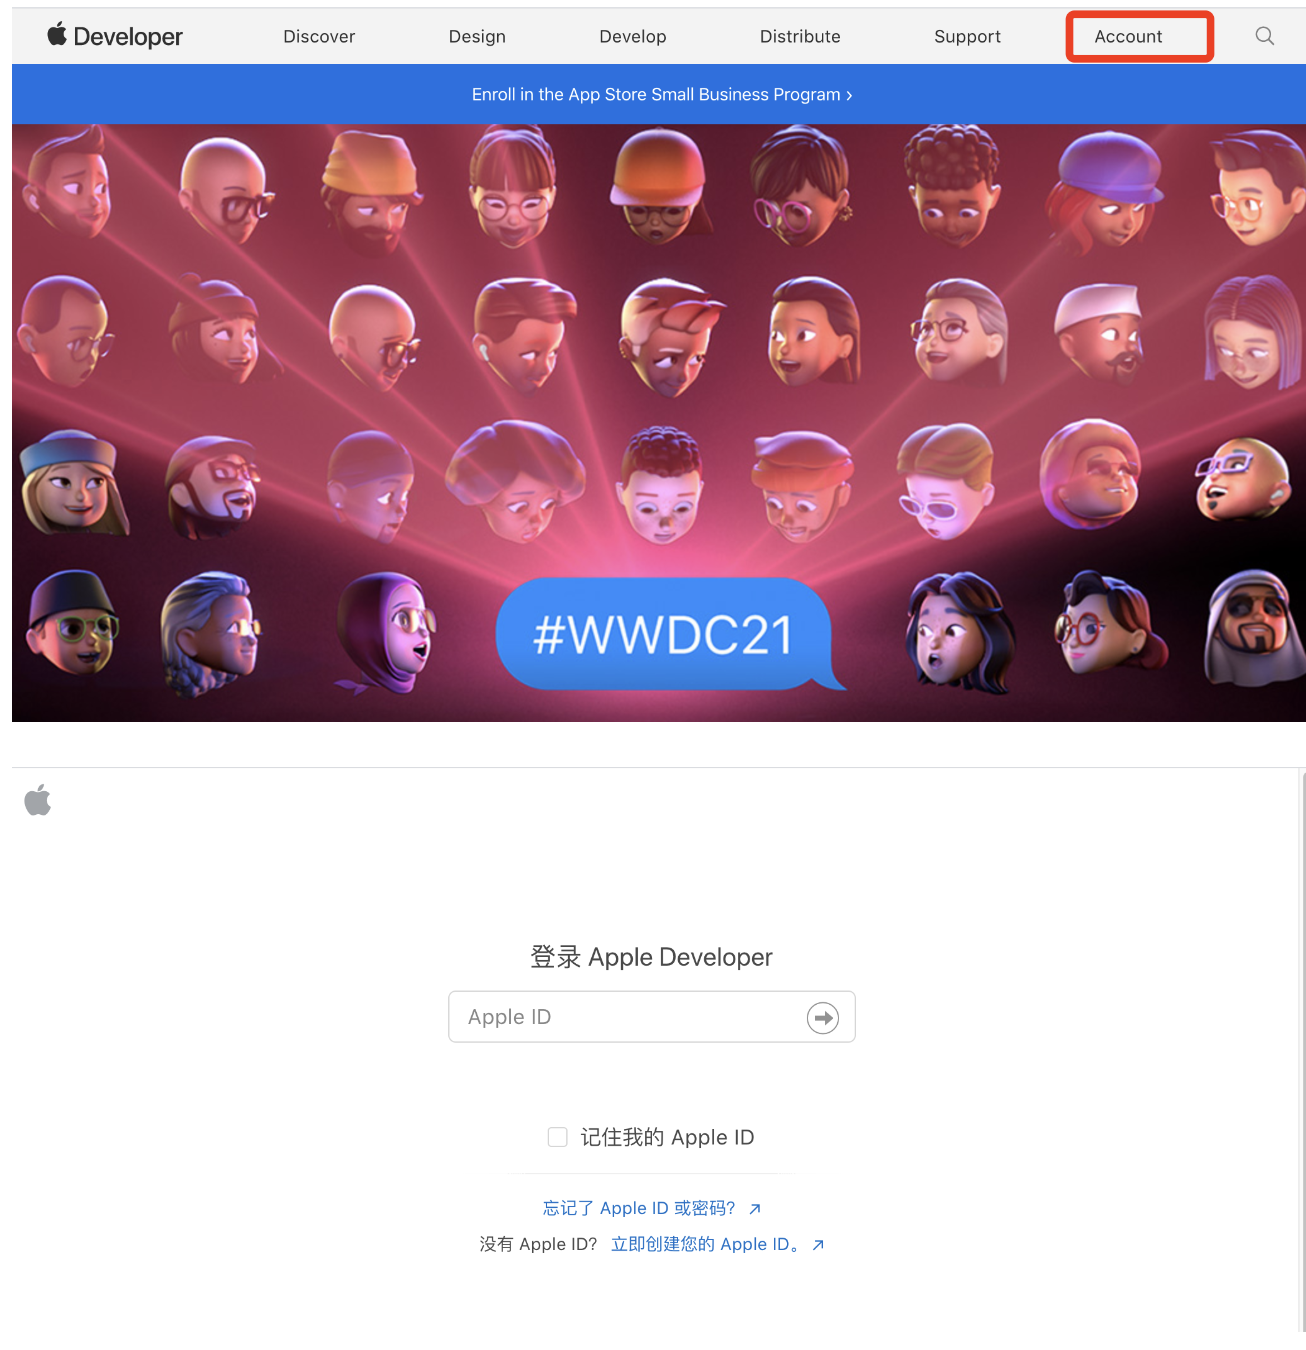 Developer Discover Design Develop Distribute Support Account
Enroll in the App Store Small Business Program ›
#WWDC21
登录 Apple Developer
Apple ID
记住我的 Apple ID
忘记了 Apple ID 或密码? ↗
没有 Apple ID? 立即创建您的 Apple ID。 ↗